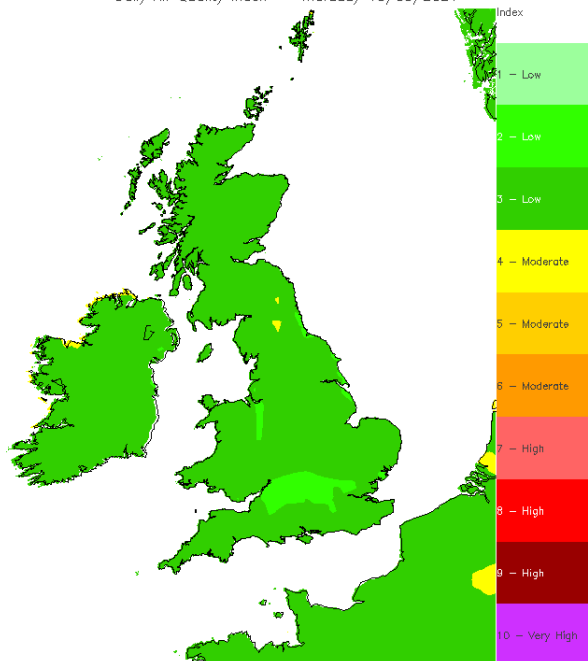 Index
1 - Low
2 - Low
3 - Low
4 - Moderate
5 - Moderate
6 - Moderate
7 - High
8 - High
9 - High
10 - Very High